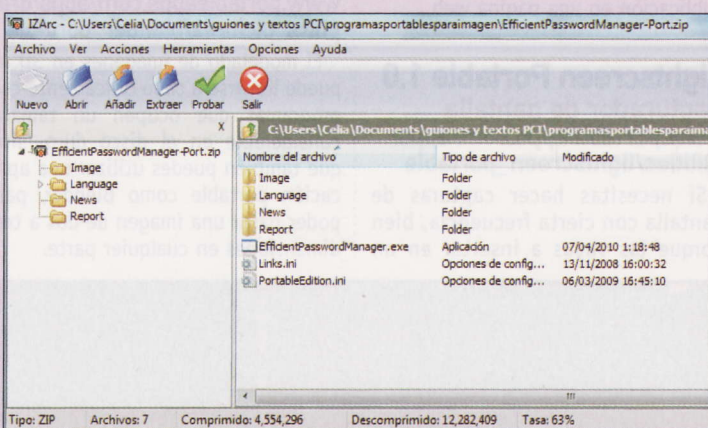 IZArc - C:\Users\Celia\Documents\guiones y textos PCI\programasportablesparaimagen\EfficientPasswordManager-Port.zip
Archivo Ver Acciones Herramientas Opciones Ayuda
Nuevo Abrir Añadir Extraer Probar Salir
X C:\Users\Celia\Documents\guiones y textos PCI\programasportablesparaima
EfficientPasswordManager-Port.zip
Image
Language
News
Report
Nombre del archivo Tipo de archivo Modificado
Image Folder
Language Folder
News Folder
Report Folder
EfficientPasswordManager.exe Aplicación 07/04/2010 1:18:48
Links.ini Opciones de config... 13/11/2008 16:00:32
PortableEdition.ini Opciones de config... 06/03/2009 16:45:10
Tipo: ZIP Archivos: 7 Comprimido: 4,554,296 Descomprimido: 12,282,409 Tasa: 63%